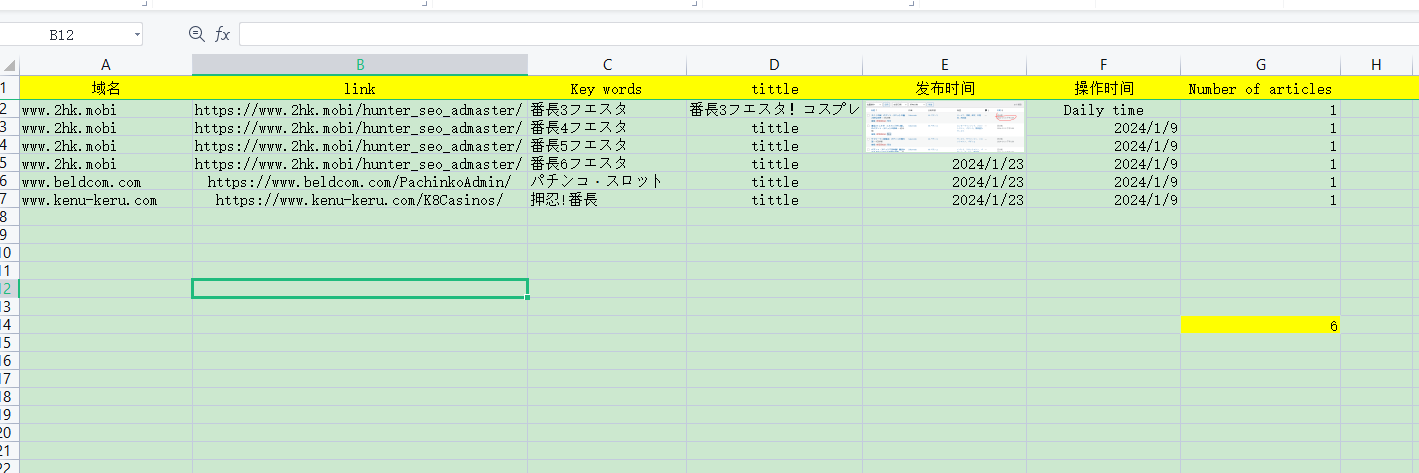 B12 fx
A B C D E F G H
1 域名 link Key words tittle 发布时间 操作时间 Number of articles
2 www.2hk.mobi https://www.2hk.mobi/hunter_seo_admaster/ 番長3フエスタ 番長3フエスタ! コスプレ Daily time 1
3 www.2hk.mobi https://www.2hk.mobi/hunter_seo_admaster/ 番長4フエスタ tittle 2024/1/9 1
4 www.2hk.mobi https://www.2hk.mobi/hunter_seo_admaster/ 番長5フエスタ tittle 2024/1/9 1
5 www.2hk.mobi https://www.2hk.mobi/hunter_seo_admaster/ 番長6フエスタ tittle 2024/1/23 2024/1/9 1
6 www.beldcom.com https://www.beldcom.com/PachinkoAdmin/ パチンコ・スロット tittle 2024/1/23 2024/1/9 1
7 www.kenu-keru.com https://www.kenu-keru.com/K8Casinos/ 押忍!番長 tittle 2024/1/23 2024/1/9 1
8
9
10
11
12
13
14 6
15
16
17
18
19
20
21
22